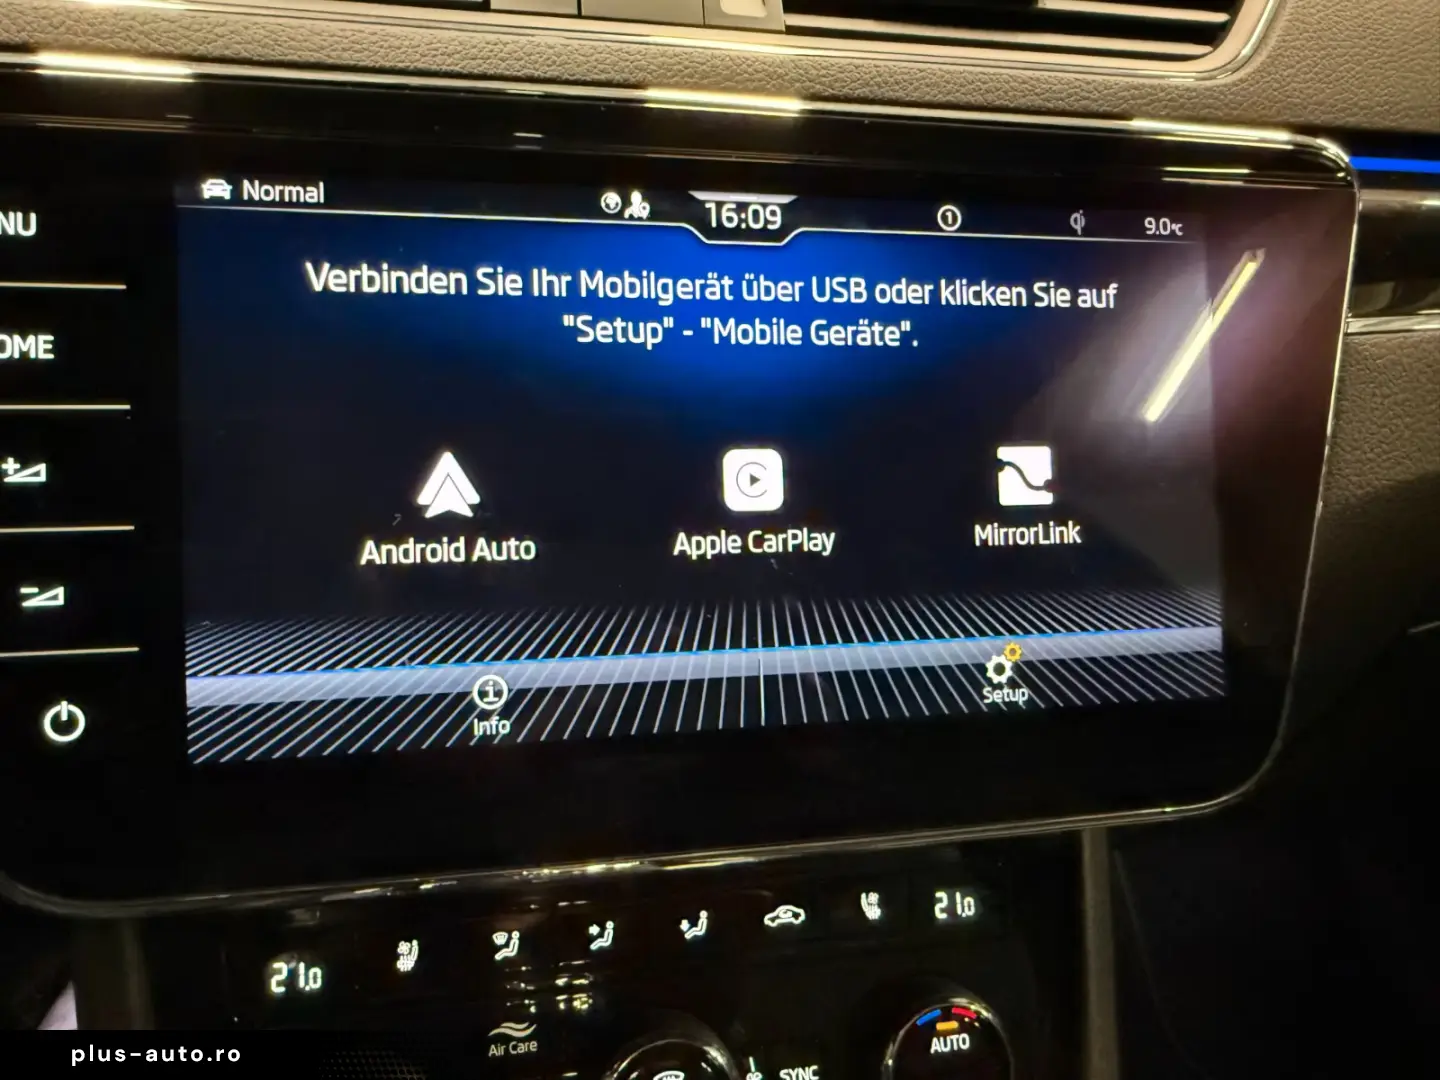 Normal
16:09
1
9.0°C
NU
Verbinden Sie Ihr Mobilgerät über USB oder klicken Sie auf
"Setup" - "Mobile Geräte".
OME
Android Auto
Apple CarPlay
MirrorLink
Info
Setup
21.0
21.0
Air Care
AUTO
SYNC
plus-auto.ro